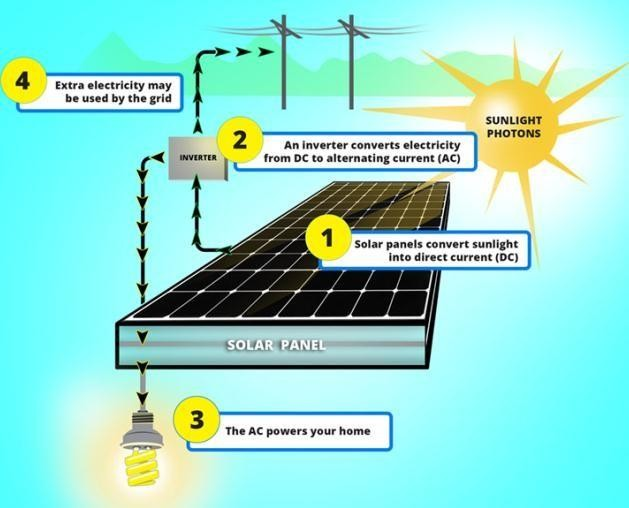 4
Extra electricity may
be used by the grid
SUNLIGHT
PHOTONS
INVERTER
2
An inverter converts electricity
from DC to alternating current (AC)
1
Solar panels convert sunlight
into direct current (DC)
SOLAR PANEL
3
The AC powers your home